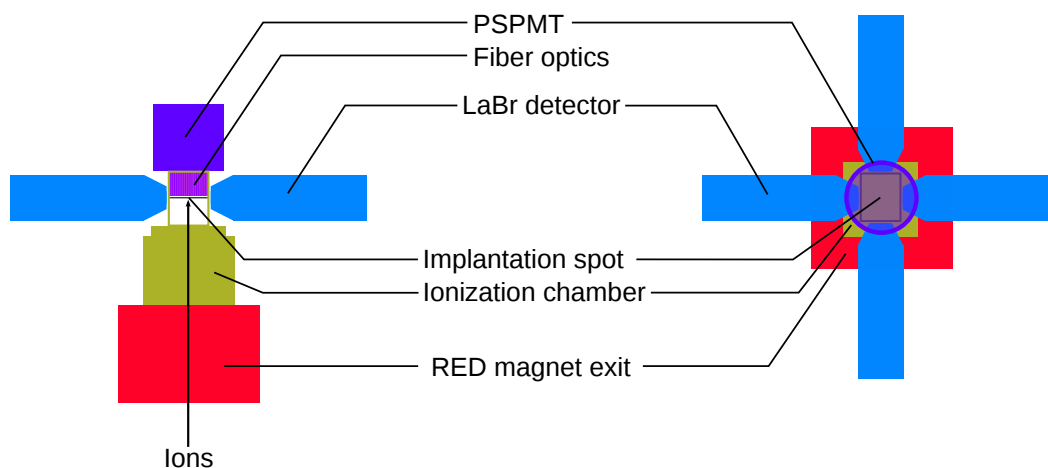 PSPMT
Fiber optics
LaBr detector
Implantation spot
Ionization chamber
RED magnet exit
Ions